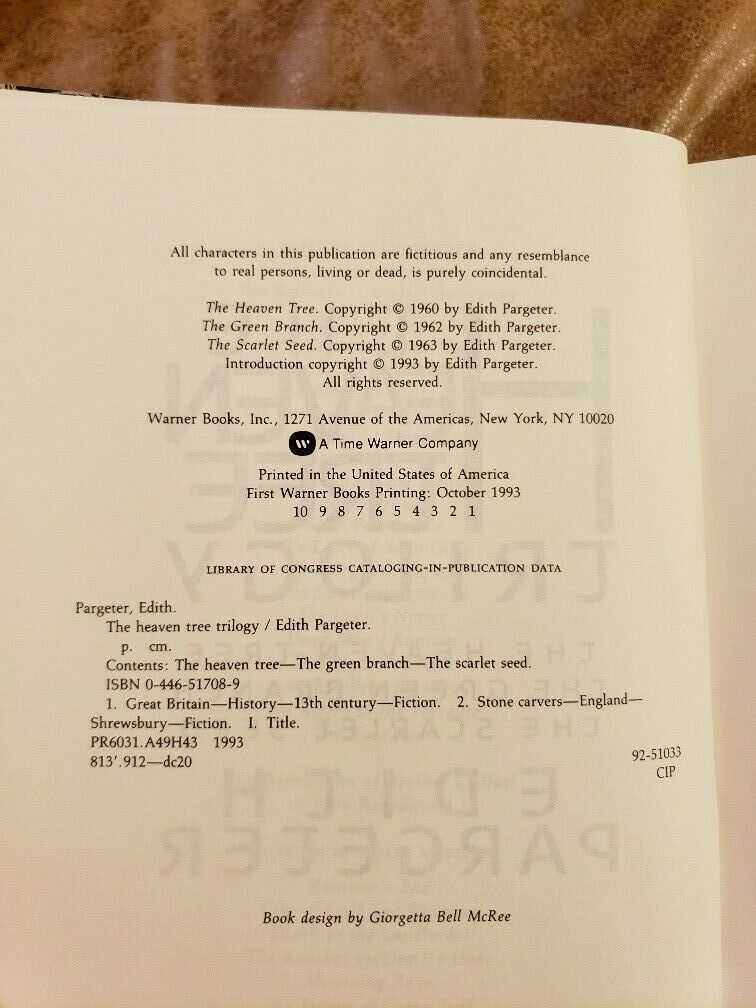 All characters in this publication are fictitious and any resemblance
to real persons, living or dead, is purely coincidental.
The Heaven Tree. Copyright © 1960 by Edith Pargeter.
The Green Branch. Copyright © 1962 by Edith Pargeter.
The Scarlet Seed. Copyright © 1963 by Edith Pargeter.
Introduction copyright © 1993 by Edith Pargeter.
All rights reserved.
Warner Books, Inc., 1271 Avenue of the Americas, New York, NY 10020
A Time Warner Company
Printed in the United States of America
First Warner Books Printing: October 1993
10 9 8 7 6 5 4 3 2 1
LIBRARY OF CONGRESS CATALOGING-IN-PUBLICATION DATA
Pargeter, Edith.
The heaven tree trilogy / Edith Pargeter.
p. cm.
Contents: The heaven tree—The green branch—The scarlet seed.
ISBN 0-446-51708-9
1. Great Britain—History—13th century—Fiction. 2. Stone carvers—England—
Shrewsbury—Fiction. I. Title.
PR6031.A49H43 1993
813'.912—dc20
92-51033
CIP
Book design by Giorgetta Bell McRee